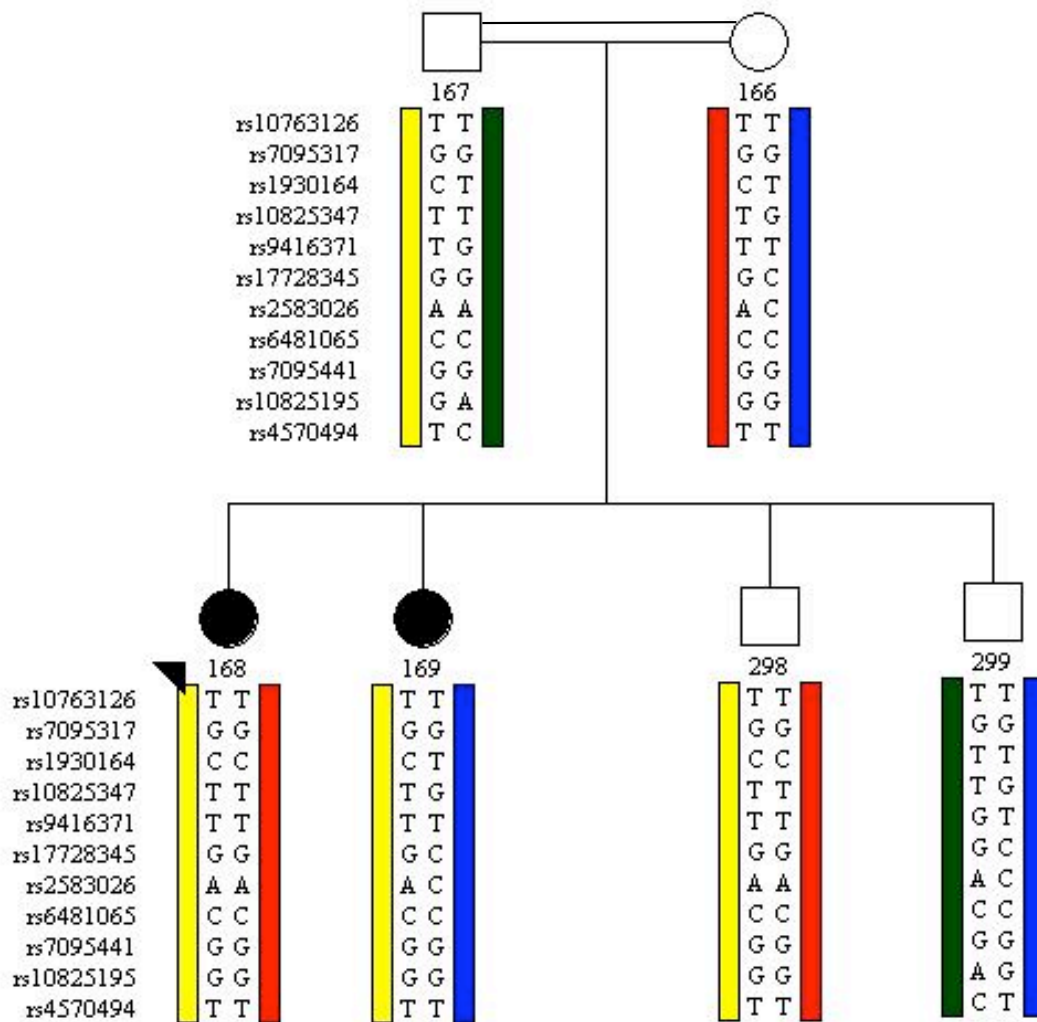 167 166
rs10763126 T T T T
rs7095317 G G G G
rs1930164 C T C T
rs10825347 T T T G
rs9416371 T G T T
rs17728345 G G G C
rs2583026 A A A C
rs6481065 C C C C
rs7095441 G G G G
rs10825195 G A G G
rs4570494 T C T T
168 169 298 299
rs10763126 T T T T T T T T
rs7095317 G G G G G G G G
rs1930164 C C C T C C T T
rs10825347 T T T G T T T G
rs9416371 T T T T T T G T
rs17728345 G G G C G G G C
rs2583026 A A A C A A A C
rs6481065 C C C C C C C C
rs7095441 G G G G G G G G
rs10825195 G G G G G G A G
rs4570494 T T T T T T C T